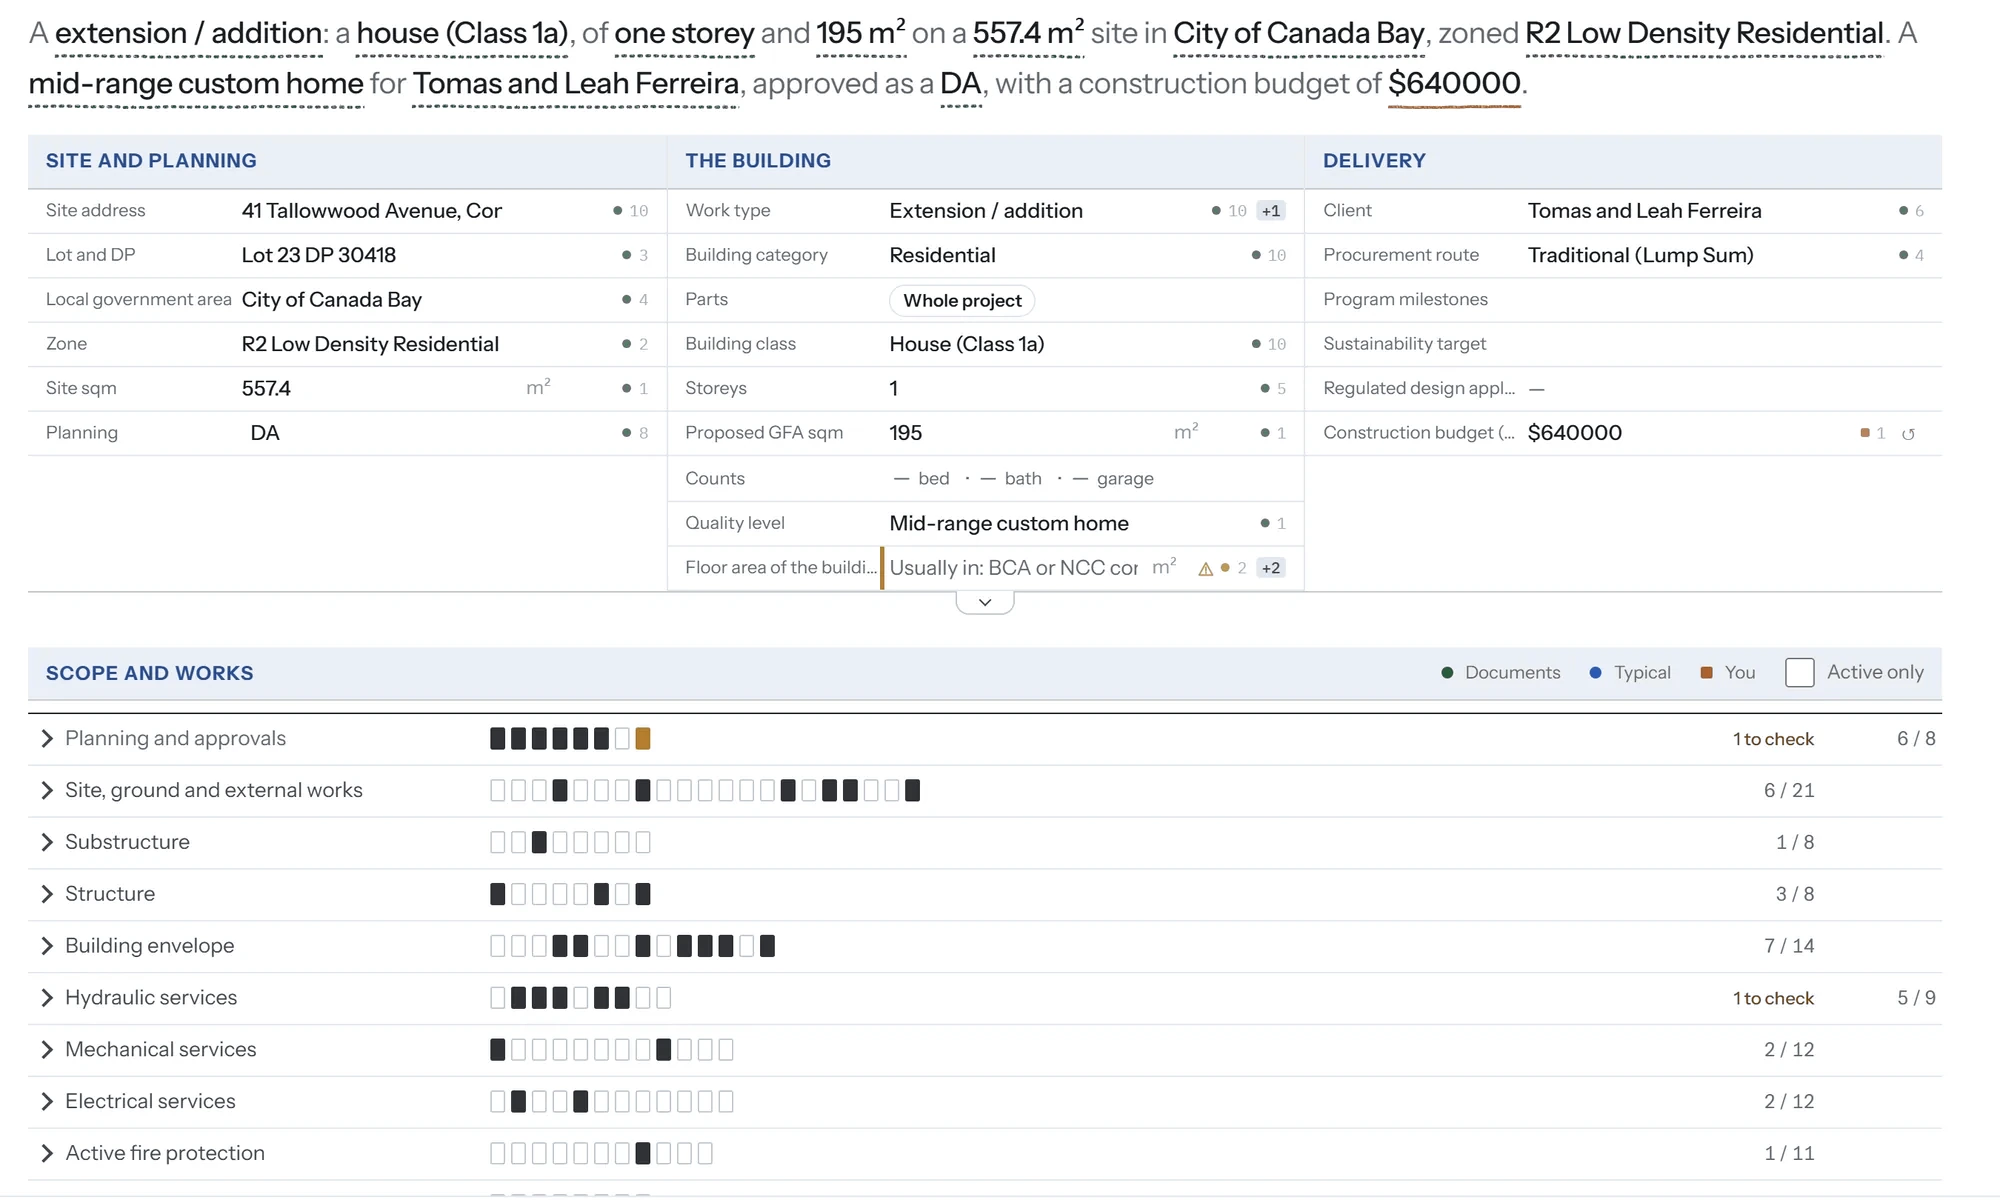 A extension / addition: a house (Class 1a), of one storey and 195 m² on a 557.4 m² site in City of Canada Bay, zoned R2 Low Density Residential. A
mid-range custom home for Tomas and Leah Ferreira, approved as a DA, with a construction budget of $640000.
SITE AND PLANNING
Site address 41 Tallowwood Avenue, Cor 10
Lot and DP Lot 23 DP 30418 3
Local government area City of Canada Bay 4
Zone R2 Low Density Residential 2
Site sqm 557.4 m² 1
Planning DA 8
THE BUILDING
Work type Extension / addition 10 +1
Building category Residential 10
Parts Whole project
Building class House (Class 1a) 10
Storeys 1 5
Proposed GFA sqm 195 m² 1
Counts — bed · — bath · — garage
Quality level Mid-range custom home 1
Floor area of the buildi... Usually in: BCA or NCC cor m² 2 +2
DELIVERY
Client Tomas and Leah Ferreira 6
Procurement route Traditional (Lump Sum) 4
Program milestones
Sustainability target
Regulated design appl... —
Construction budget (... $640000 1
SCOPE AND WORKS Documents Typical You Active only
Planning and approvals 1 to check 6 / 8
Site, ground and external works 6 / 21
Substructure 1 / 8
Structure 3 / 8
Building envelope 7 / 14
Hydraulic services 1 to check 5 / 9
Mechanical services 2 / 12
Electrical services 2 / 12
Active fire protection 1 / 11